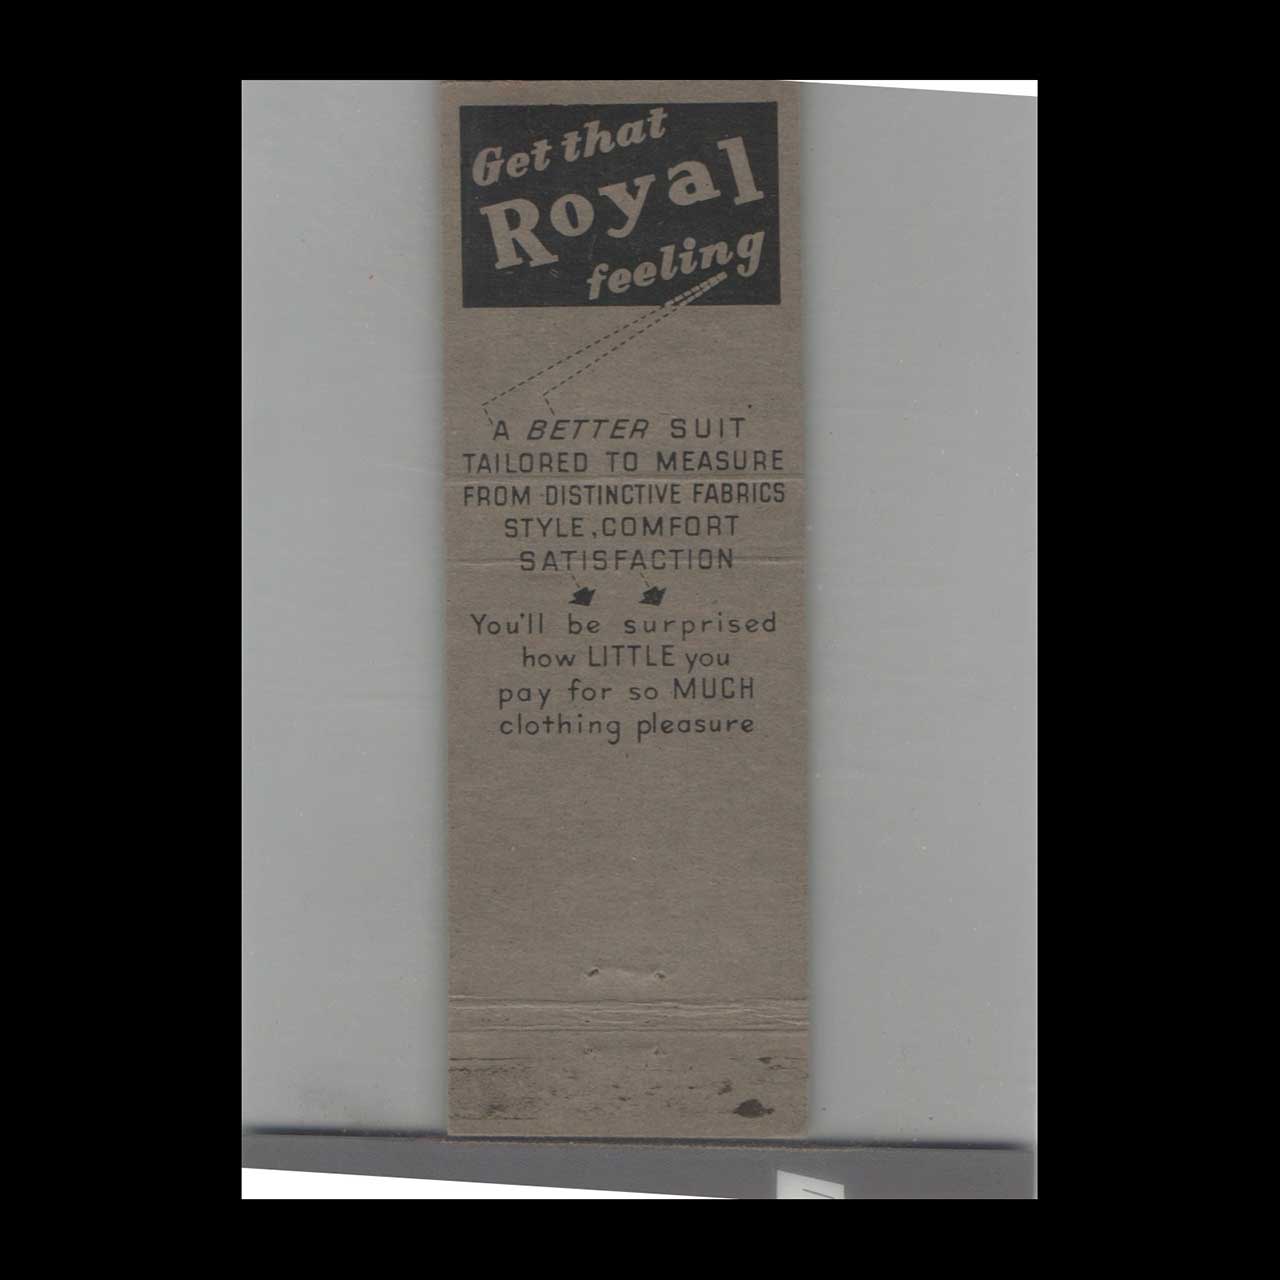 Get that
Royal
feeling
A BETTER SUIT
TAILORED TO MEASURE
FROM DISTINCTIVE FABRICS
STYLE, COMFORT
SATISFACTION
You'll be surprised
how LITTLE you
pay for so MUCH
clothing pleasure